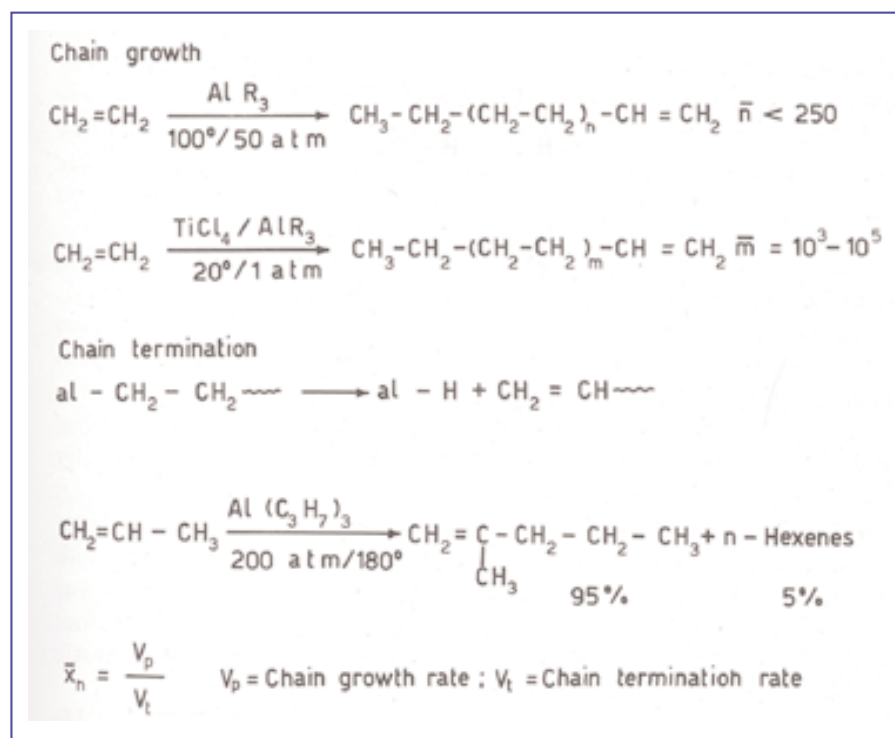 Chain growth
CH₂=CH₂ Al R₃ 100°/50 atm CH₃-CH₂-(CH₂-CH₂)ₙ-CH = CH₂ n̄ < 250
CH₂=CH₂ TiCl₄ / AlR₃ 20°/1 atm CH₃-CH₂-(CH₂-CH₂)ₘ-CH = CH₂ m̄ = 10³-10⁵
Chain termination
al - CH₂ - CH₂ → al - H + CH₂ = CH
CH₂=CH - CH₃ Al (C₃H₇)₃ 200 atm/180° CH₂= C - CH₂ - CH₂ - CH₃ + n - Hexenes
CH₃ 95% 5%
x̄ₙ = Vₚ / Vₜ Vₚ = Chain growth rate ; Vₜ = Chain termination rate